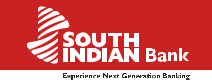 SOUTH
INDIAN Bank
Experience Next Generation Banking